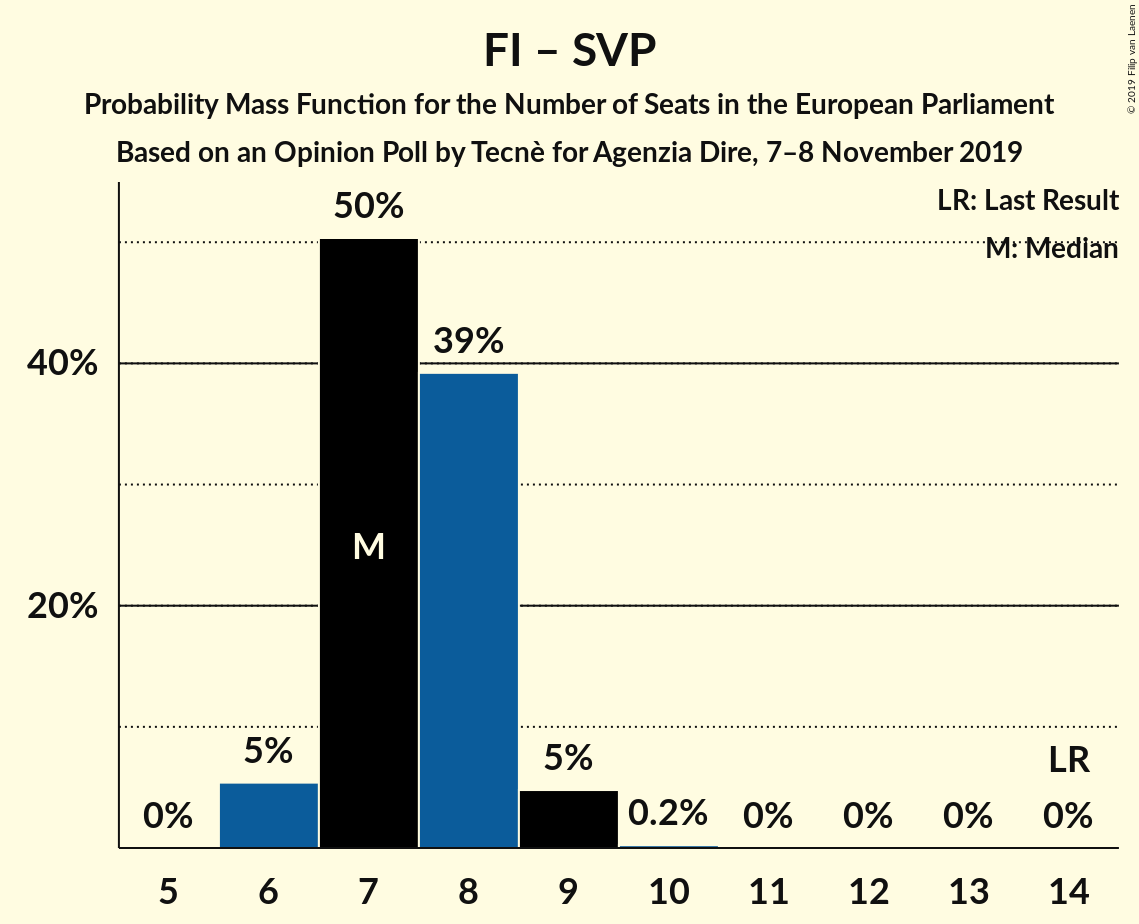 FI – SVP
Probability Mass Function for the Number of Seats in the European Parliament
Based on an Opinion Poll by Tecnè for Agenzia Dire, 7–8 November 2019
© 2019 Filip van Laenen
LR: Last Result
M: Median
50%
39%
40%
M
20%
5%
5%
LR
0%
0.2%
0%
0%
0%
0%
5 6 7 8 9 10 11 12 13 14